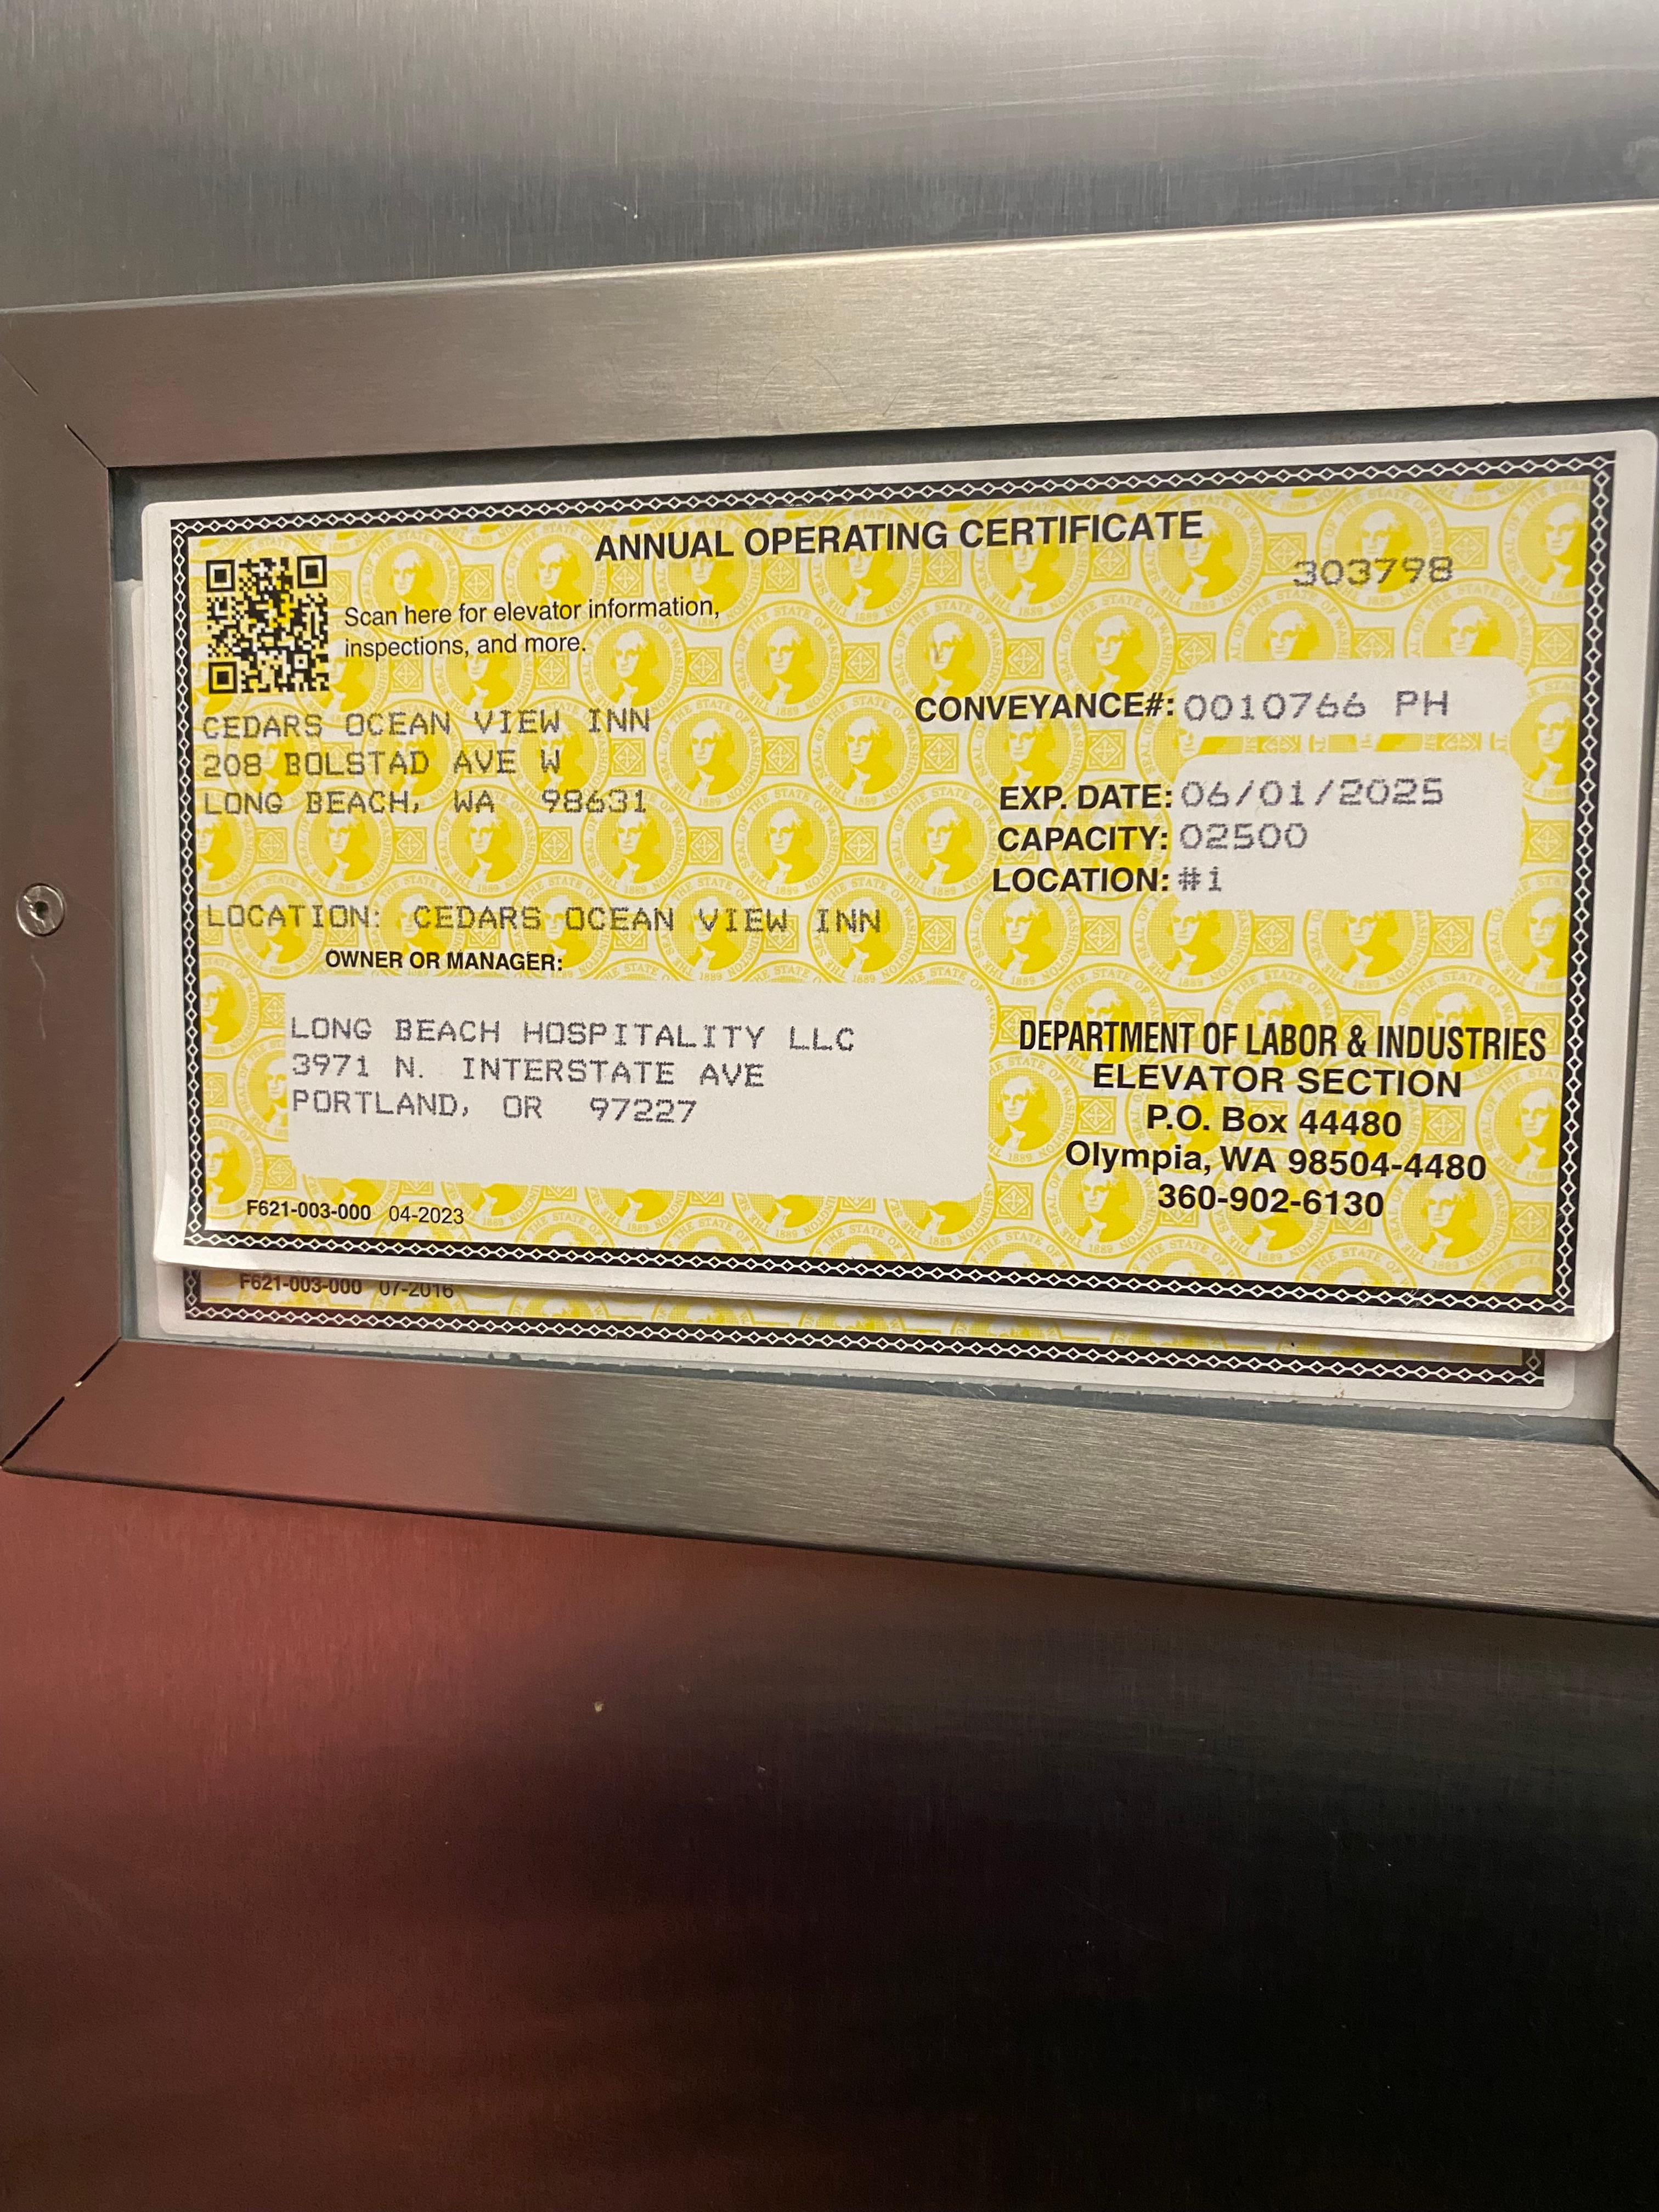 ANNUAL OPERATING CERTIFICATE
303798
Scan here for elevator information,
inspections, and more.
CEDARS OCEAN VIEW INN
208 BOLSTAD AVE W
LONG BEACH, WA 98631
CONVEYANCE#: 0010766 PH
EXP. DATE: 06/01/2025
CAPACITY: 02500
LOCATION: #1
LOCATION: CEDARS OCEAN VIEW INN
OWNER OR MANAGER:
LONG BEACH HOSPITALITY LLC
3971 N. INTERSTATE AVE
PORTLAND, OR 97227
DEPARTMENT OF LABOR & INDUSTRIES
ELEVATOR SECTION
P.O. Box 44480
Olympia, WA 98504-4480
360-902-6130
F621-003-000 04-2023
F621-003-000 07-2016